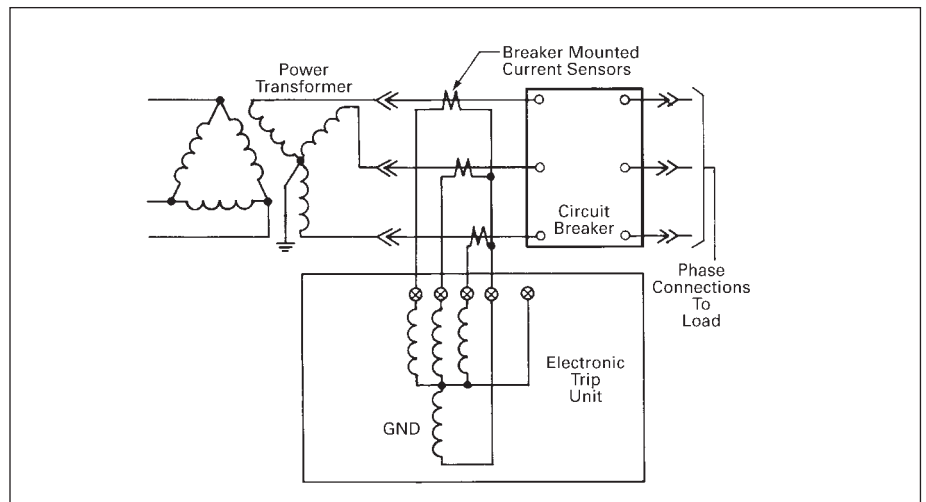 Breaker Mounted
Current Sensors
Power
Transformer
Circuit
Breaker
Phase
Connections
To
Load
Electronic
Trip
Unit
GND